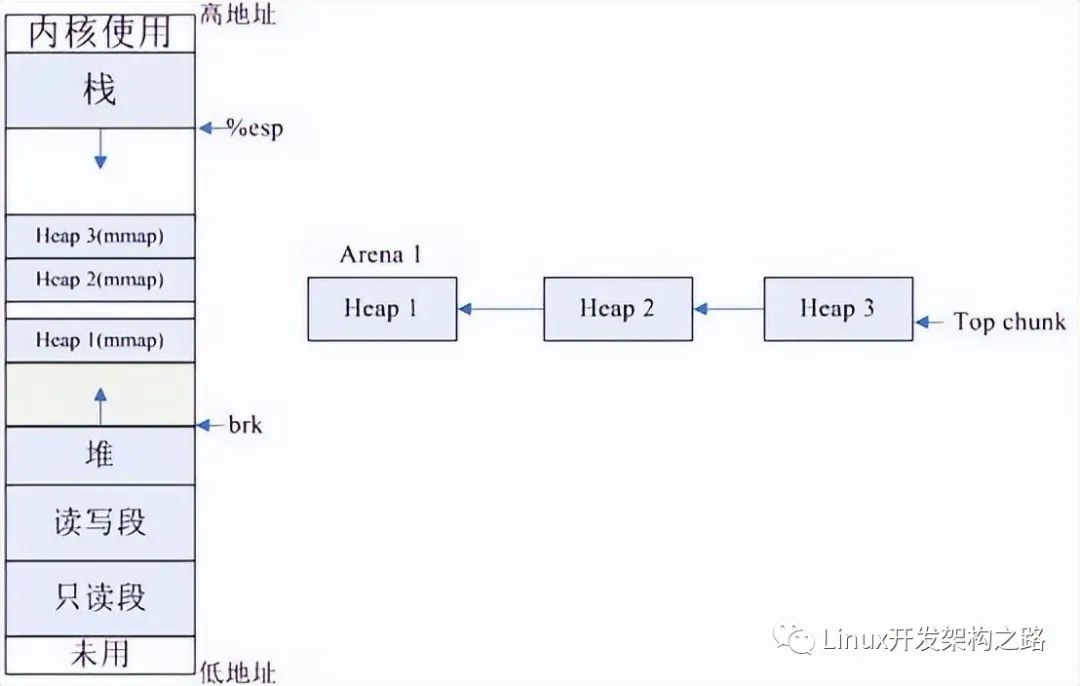 高地址
内核使用
栈
%esp
Heap 3(mmap)
Heap 2(mmap)
Heap 1(mmap)
brk
堆
读写段
只读段
未用
低地址
Arena 1
Heap 1
Heap 2
Heap 3
Top chunk
Linux开发架构之路